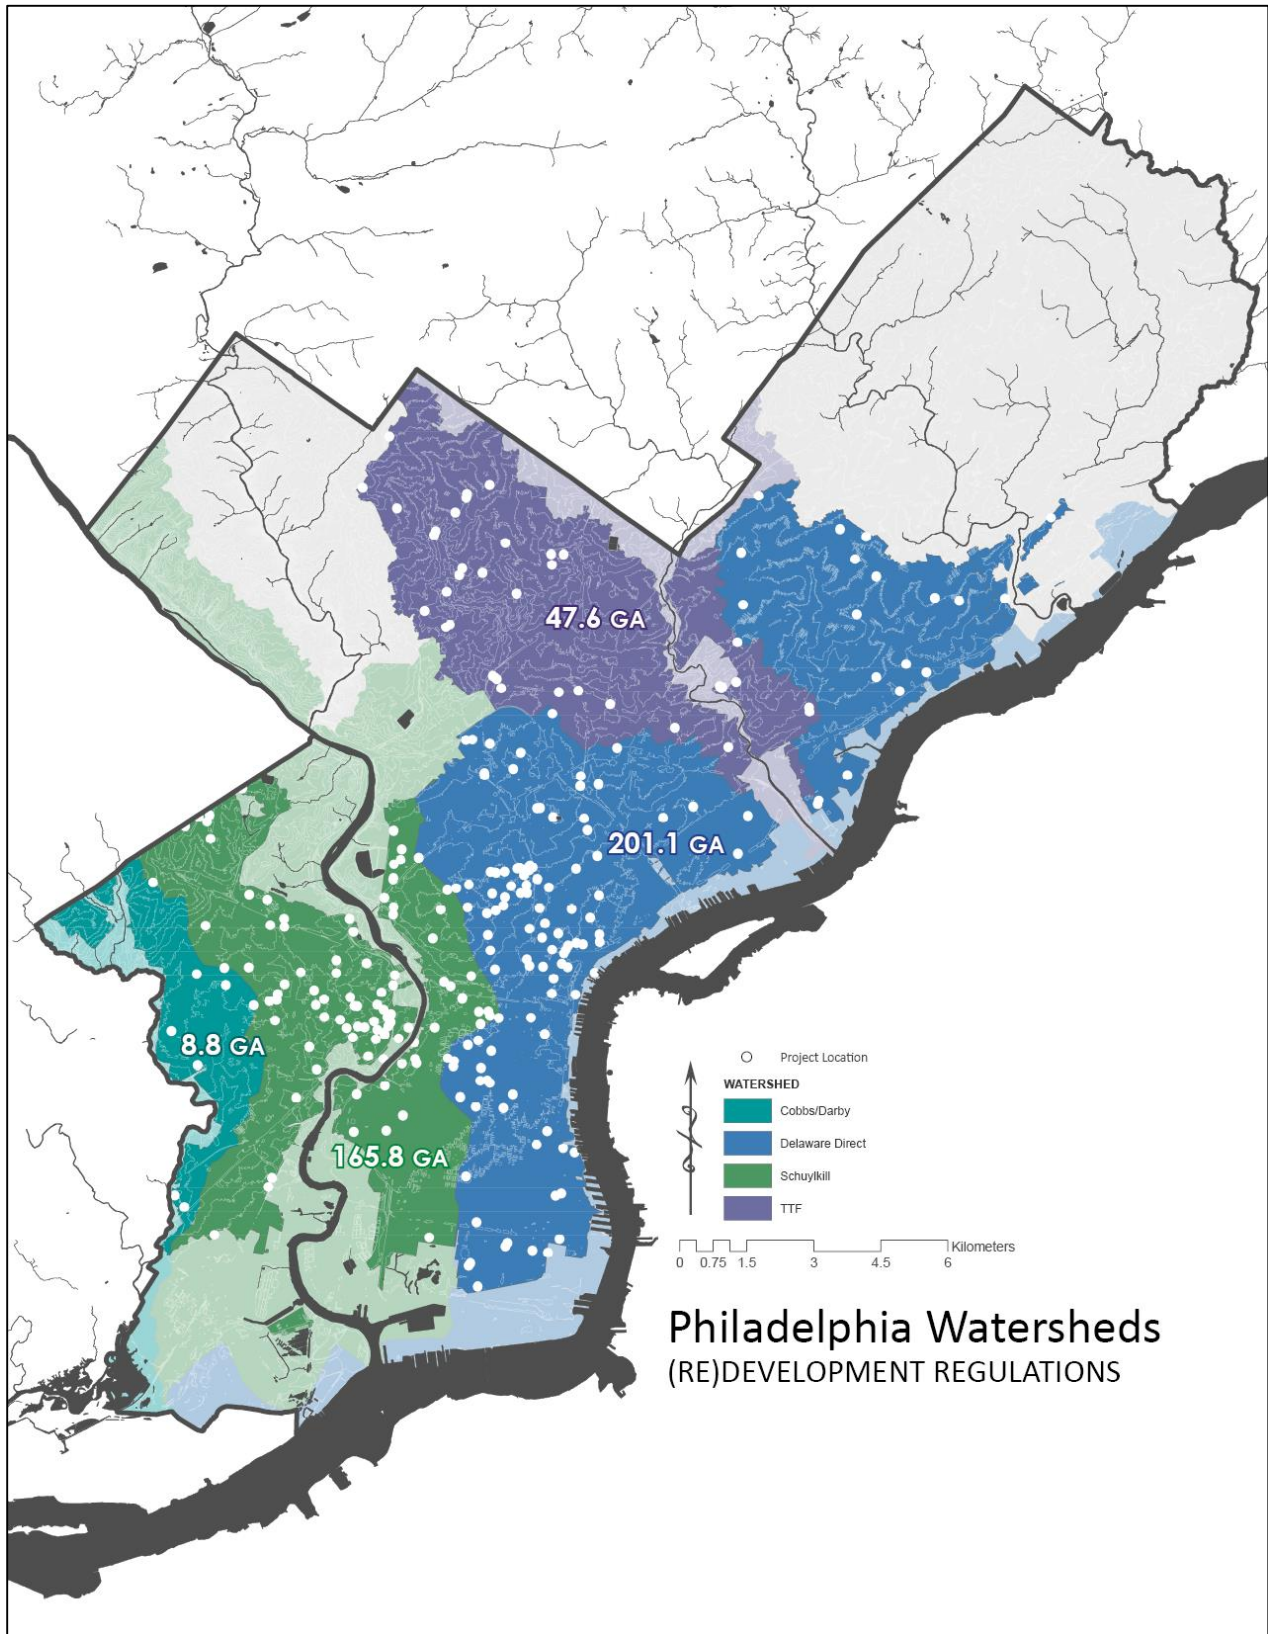 47.6 GA
201.1 GA
8.8 GA
165.8 GA
Project Location
WATERSHED
Cobbs/Darby
Delaware Direct
Schuylkill
TTF
Kilometers
0 0.75 1.5 3 4.5 6
Philadelphia Watersheds
(RE)DEVELOPMENT REGULATIONS